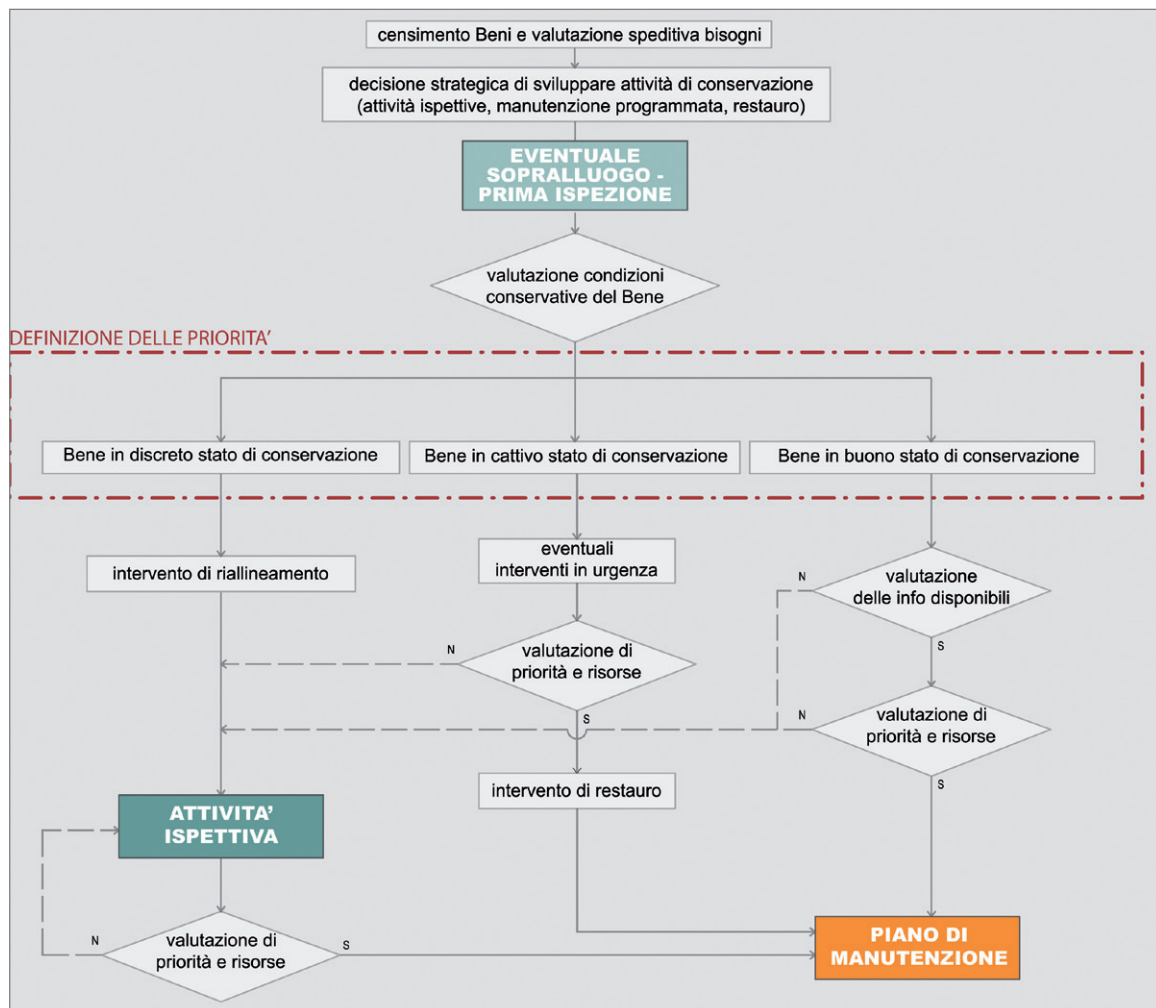 censimento Beni e valutazione speditiva bisogni
decisione strategica di sviluppare attività di conservazione
(attività ispettive, manutenzione programmata, restauro)
EVENTUALE
SOPRALLUOGO -
PRIMA ISPEZIONE
valutazione condizioni
conservative del Bene
DEFINIZIONE DELLE PRIORITA'
Bene in discreto stato di conservazione
Bene in cattivo stato di conservazione
Bene in buono stato di conservazione
intervento di riallineamento
eventuali
interventi in urgenza
N
valutazione
delle info disponibili
S
N
valutazione di
priorità e risorse
S
N
valutazione di
priorità e risorse
S
intervento di restauro
ATTIVITA'
ISPETTIVA
N
valutazione di
priorità e risorse
S
PIANO DI
MANUTENZIONE